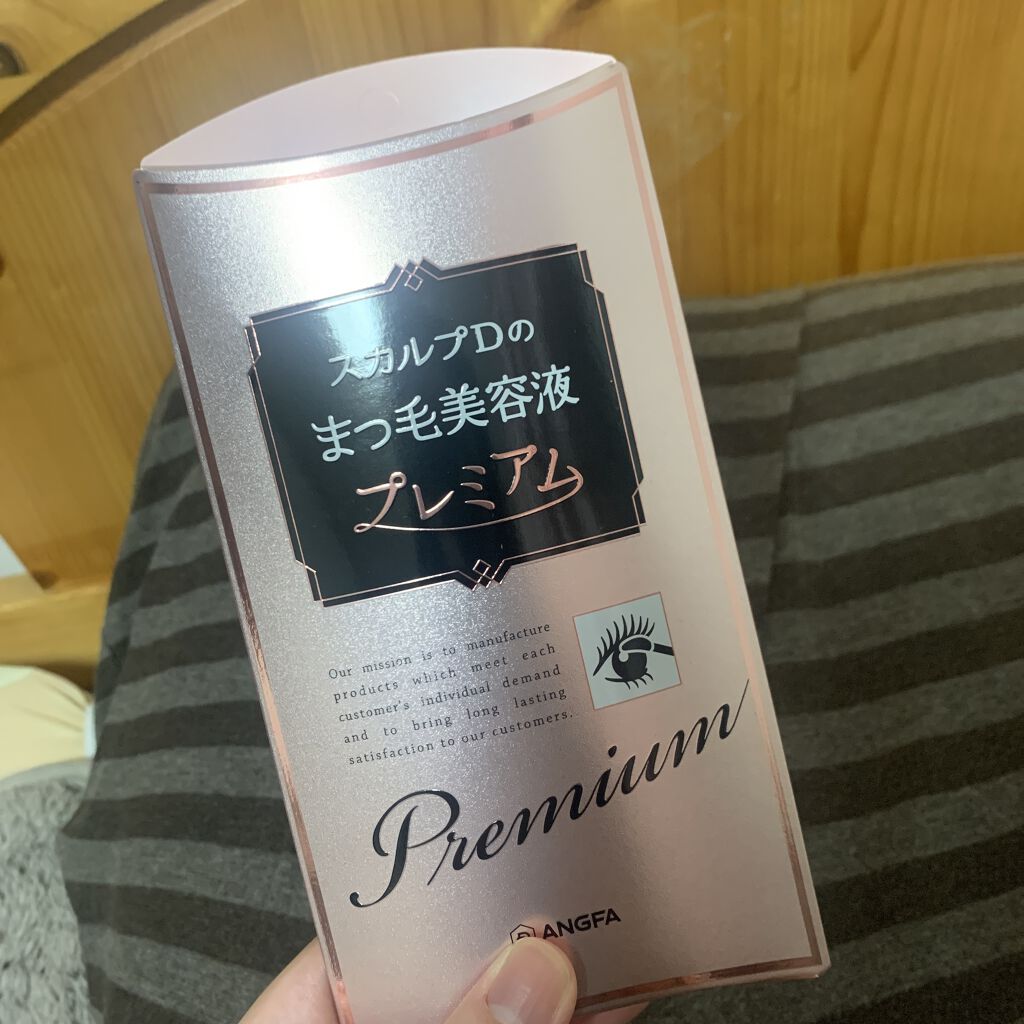 スカルプDの
まつ毛美容液
プレミアム
Our mission is to manufacture
products which meet each
customer's individual demand
and to bring long lasting
satisfaction to our customers.
Premium
ANGFA